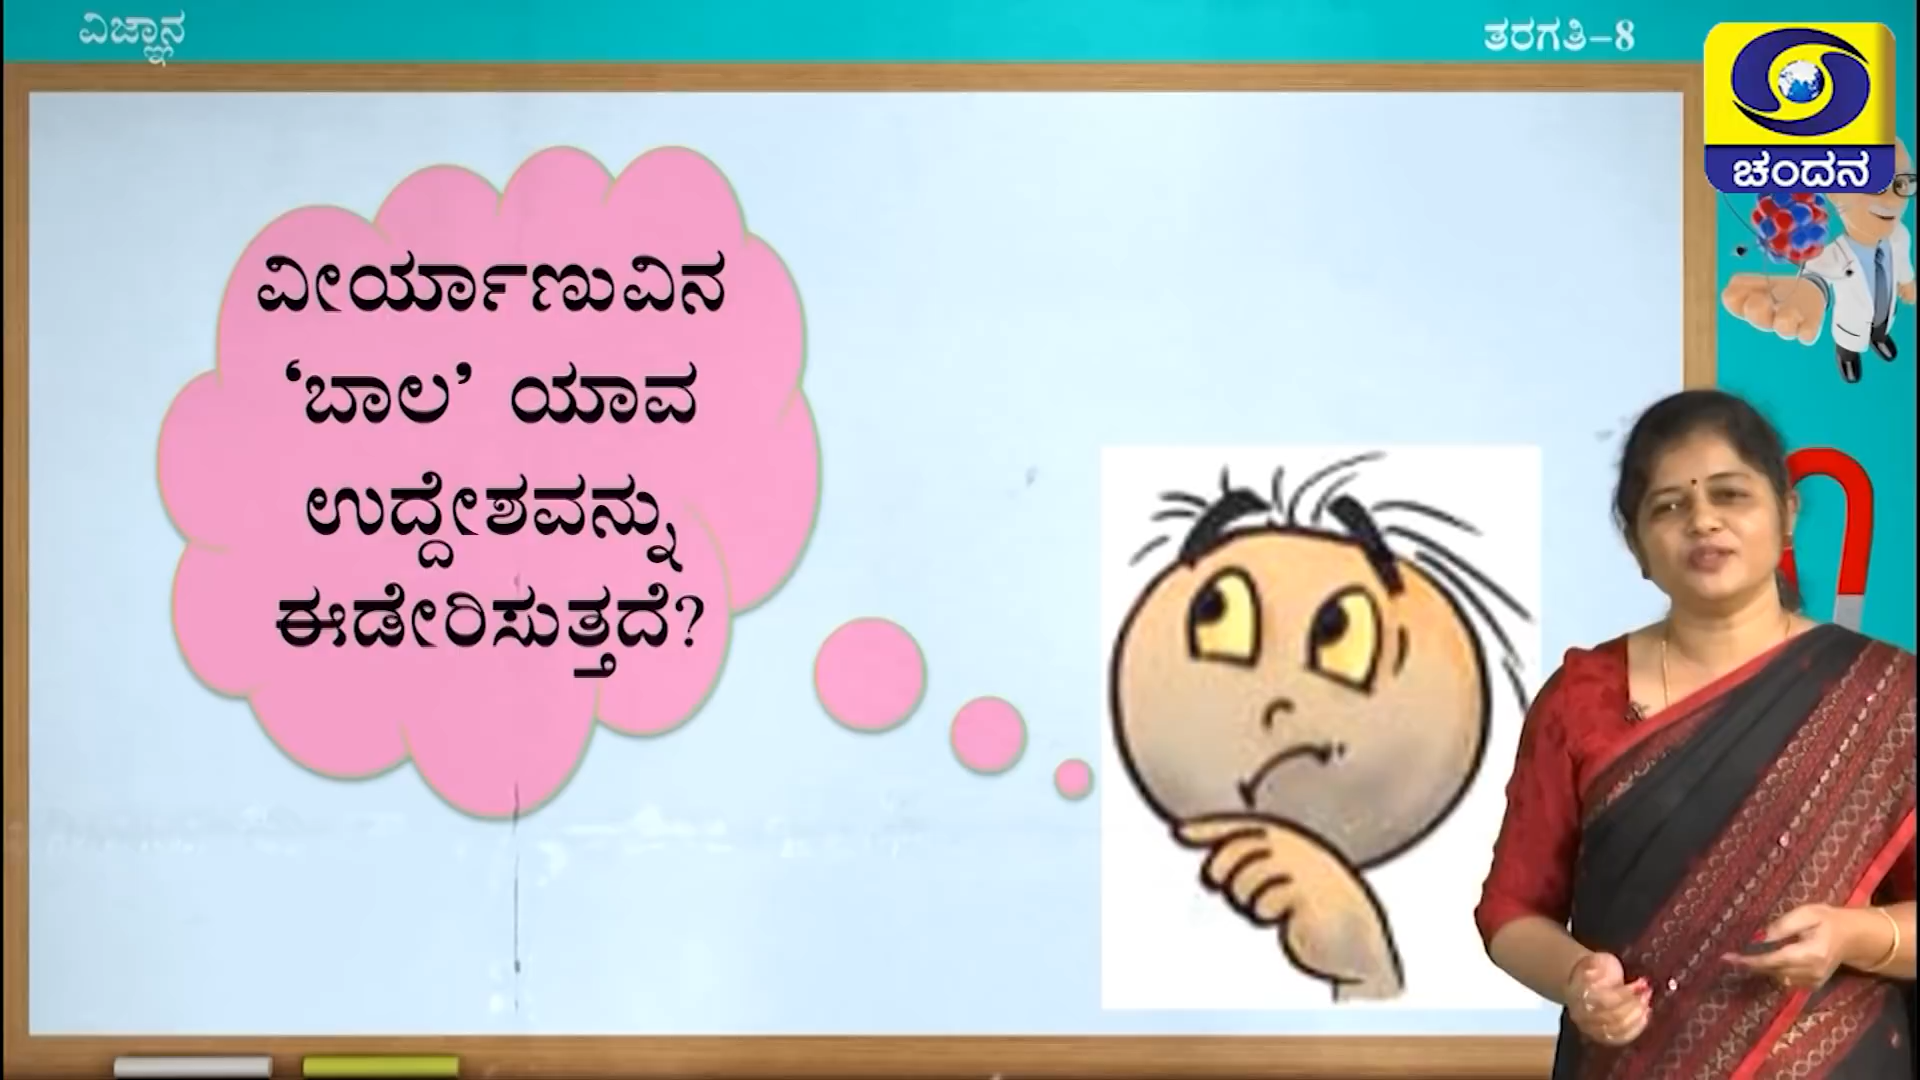 ವಿಜ್ಞಾನ
ತರಗತಿ-8
ಚಂದನ
ವೀರ್ಯಾಣುವಿನ
‘ಬಾಲ’ ಯಾವ
ಉದ್ದೇಶವನ್ನು
ಈಡೇರಿಸುತ್ತದೆ?